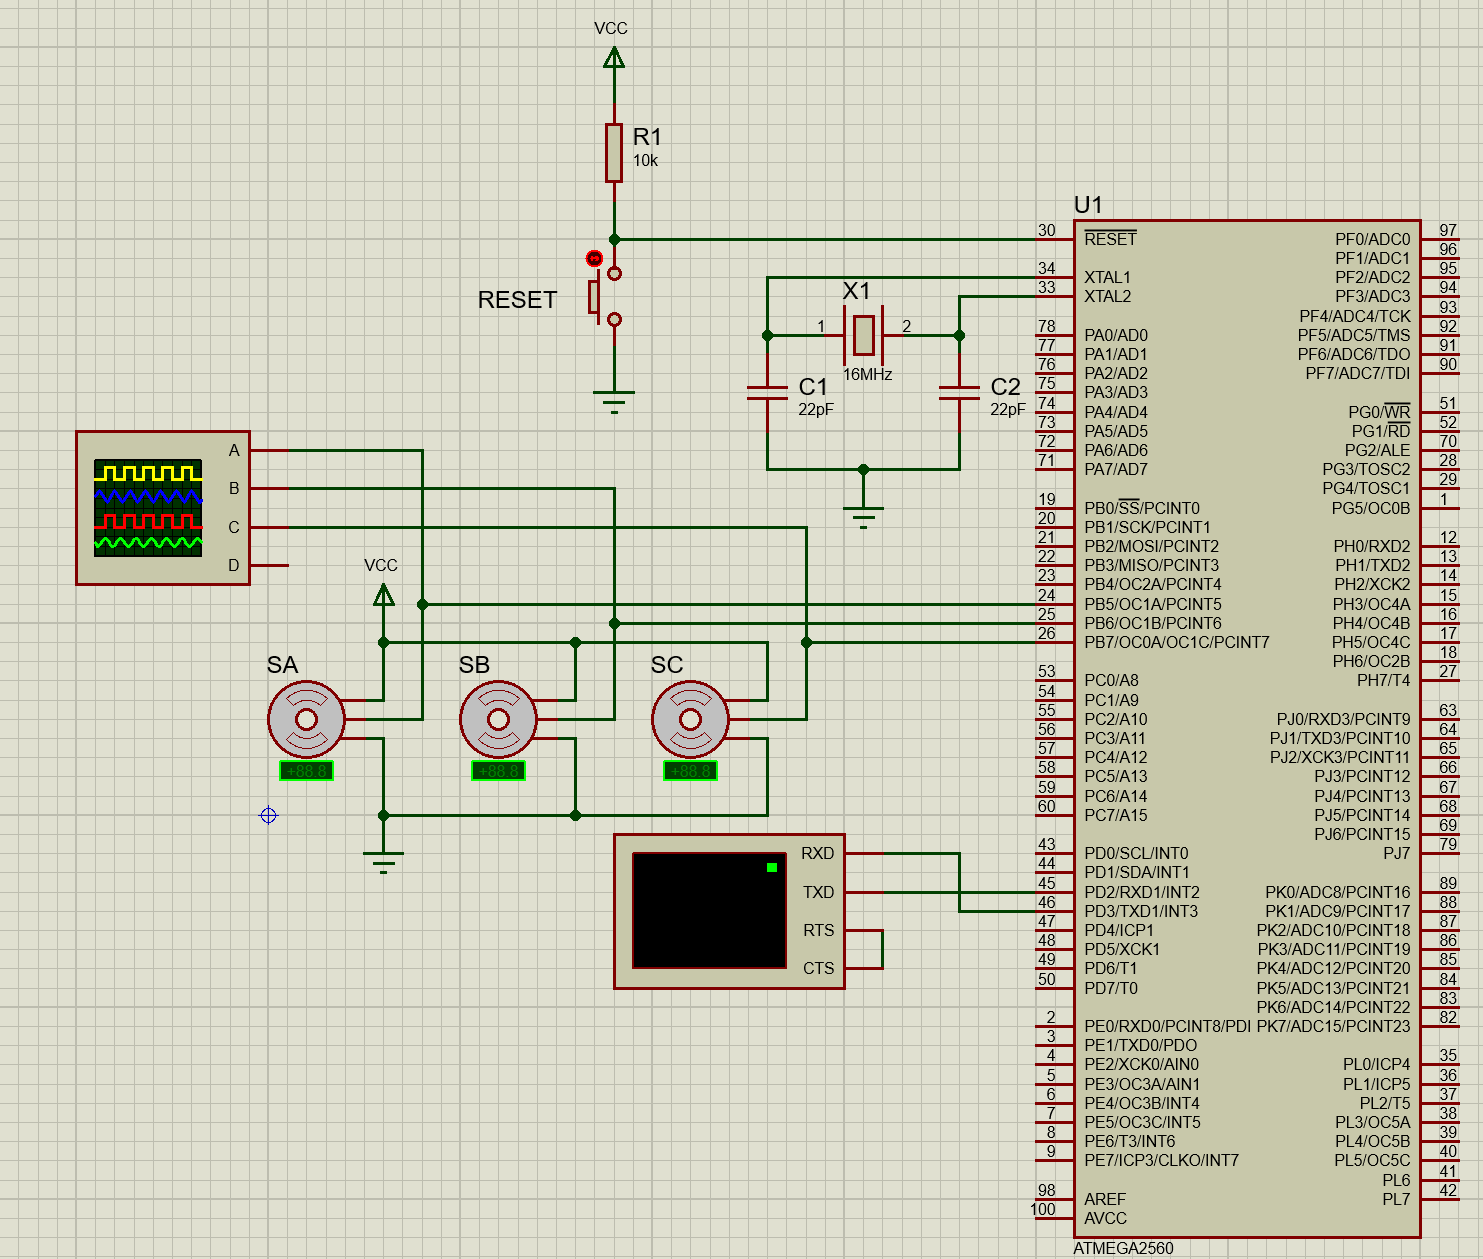 VCC
R1
10k
RESET
X1
1
2
16MHz
C1
22pF
C2
22pF
A
B
C
D
VCC
SA
SB
SC
+88.8
+88.8
+88.8
RXD
TXD
RTS
CTS
U1
30 RESET PF0/ADC0 97
PF1/ADC1 96
34 XTAL1 PF2/ADC2 95
33 XTAL2 PF3/ADC3 94
PF4/ADC4/TCK 93
78 PA0/AD0 PF5/ADC5/TMS 92
77 PA1/AD1 PF6/ADC6/TDO 91
76 PA2/AD2 PF7/ADC7/TDI 90
75 PA3/AD3
74 PA4/AD4 PG0/WR 51
73 PA5/AD5 PG1/RD 52
72 PA6/AD6 PG2/ALE 70
71 PA7/AD7 PG3/TOSC2 28
PG4/TOSC1 29
19 PB0/SS/PCINT0 PG5/OC0B 1
20 PB1/SCK/PCINT1
21 PB2/MOSI/PCINT2 PH0/RXD2 12
22 PB3/MISO/PCINT3 PH1/TXD2 13
23 PB4/OC2A/PCINT4 PH2/XCK2 14
24 PB5/OC1A/PCINT5 PH3/OC4A 15
25 PB6/OC1B/PCINT6 PH4/OC4B 16
26 PB7/OC0A/OC1C/PCINT7 PH5/OC4C 17
PH6/OC2B 18
53 PC0/A8 PH7/T4 27
54 PC1/A9
55 PC2/A10 PJ0/RXD3/PCINT9 63
56 PC3/A11 PJ1/TXD3/PCINT10 64
57 PC4/A12 PJ2/XCK3/PCINT11 65
58 PC5/A13 PJ3/PCINT12 66
59 PC6/A14 PJ4/PCINT13 67
60 PC7/A15 PJ5/PCINT14 68
PJ6/PCINT15 69
43 PD0/SCL/INT0 PJ7 79
44 PD1/SDA/INT1
45 PD2/RXD1/INT2 PK0/ADC8/PCINT16 89
46 PD3/TXD1/INT3 PK1/ADC9/PCINT17 88
47 PD4/ICP1 PK2/ADC10/PCINT18 87
48 PD5/XCK1 PK3/ADC11/PCINT19 86
49 PD6/T1 PK4/ADC12/PCINT20 85
50 PD7/T0 PK5/ADC13/PCINT21 84
PK6/ADC14/PCINT22 83
2 PE0/RXD0/PCINT8/PDI PK7/ADC15/PCINT23 82
3 PE1/TXD0/PDO
4 PE2/XCK0/AIN0 PL0/ICP4 35
5 PE3/OC3A/AIN1 PL1/ICP5 36
6 PE4/OC3B/INT4 PL2/T5 37
7 PE5/OC3C/INT5 PL3/OC5A 38
8 PE6/T3/INT6 PL4/OC5B 39
9 PE7/ICP3/CLKO/INT7 PL5/OC5C 40
PL6 41
98 AREF PL7 42
100 AVCC
ATMEGA2560